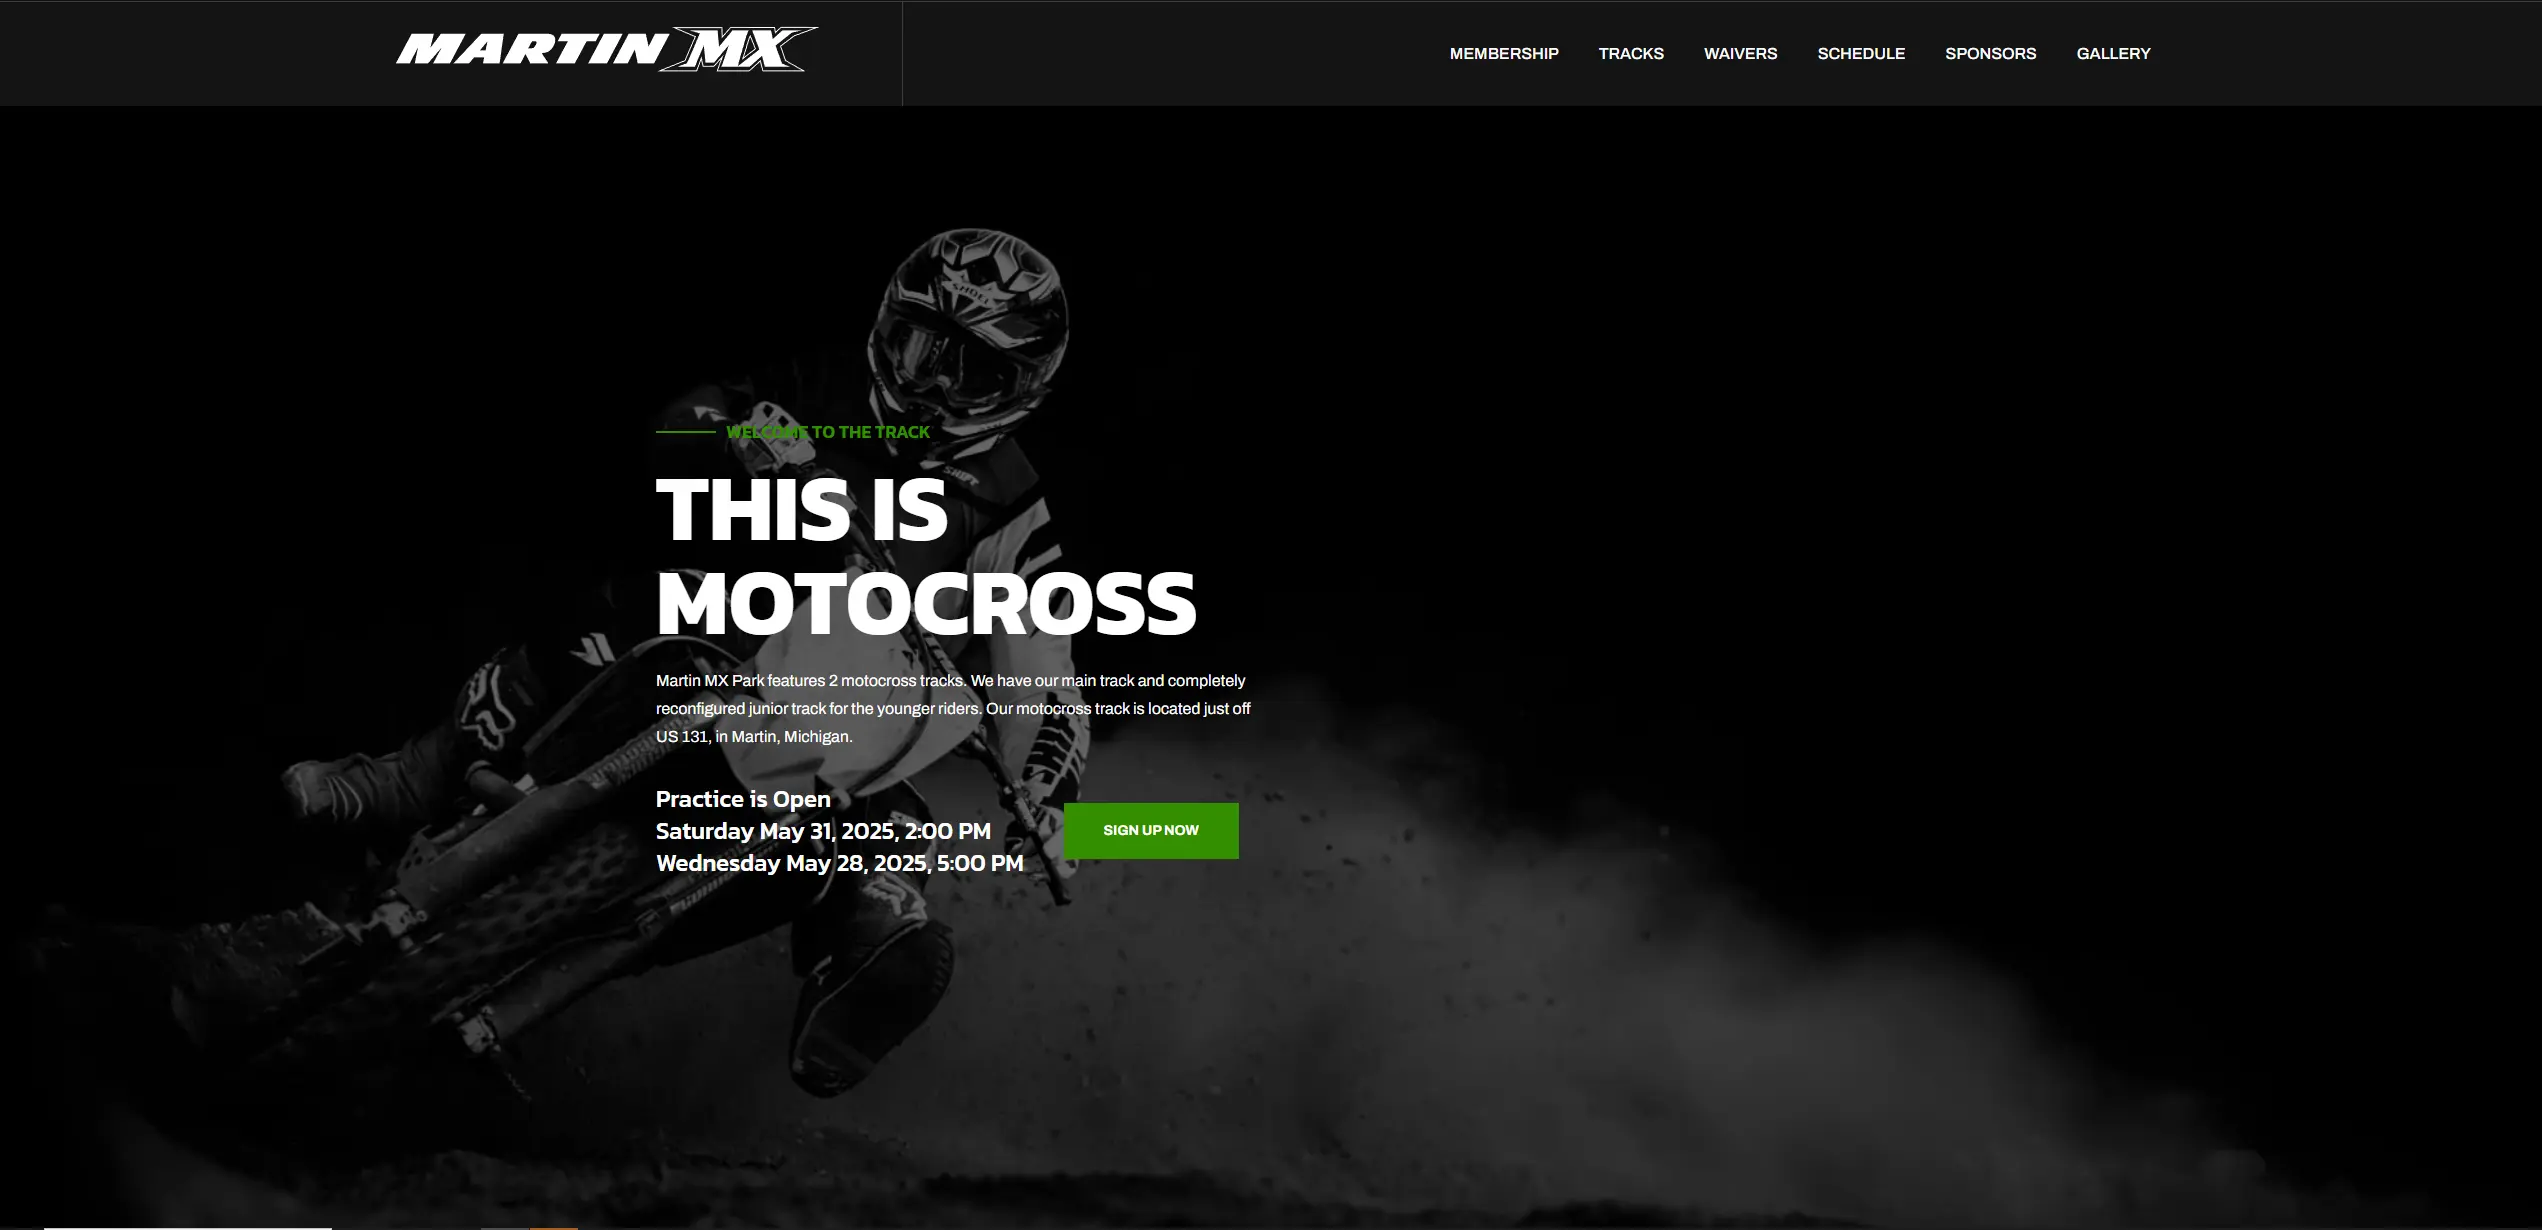 MARTIN MX
MEMBERSHIP
TRACKS
WAIVERS
SCHEDULE
SPONSORS
GALLERY
SHOEI
WELCOME TO THE TRACK
SHIFT
THIS IS
MOTOCROSS
Martin MX Park features 2 motocross tracks. We have our main track and completely
reconfigured junior track for the younger riders. Our motocross track is located just off
US 131, in Martin, Michigan.
Practice is Open
Saturday May 31, 2025, 2:00 PM
Wednesday May 28, 2025, 5:00 PM
SIGN UP NOW